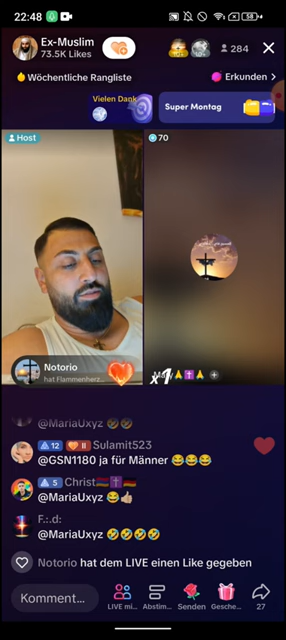 22:48
58
Ex-Muslim
73.5K Likes
284
Wöchentliche Rangliste
Erkunden
Vielen Dank
Super Montag
Host
70
Notorio
hat Flammenherz...
x1
@MariaUxyz 🤣🤣
12 II Sulamit523
@GSN1180 ja für Männer 😂😂😂
5 Christ
@MariaUxyz 😂👍🏼
F.:.d:
@MariaUxyz 🤣🤣🤣🤣
Notorio hat dem LIVE einen Like gegeben
Komment...
LIVE mi...
Abstim...
Senden
Gesche...
27